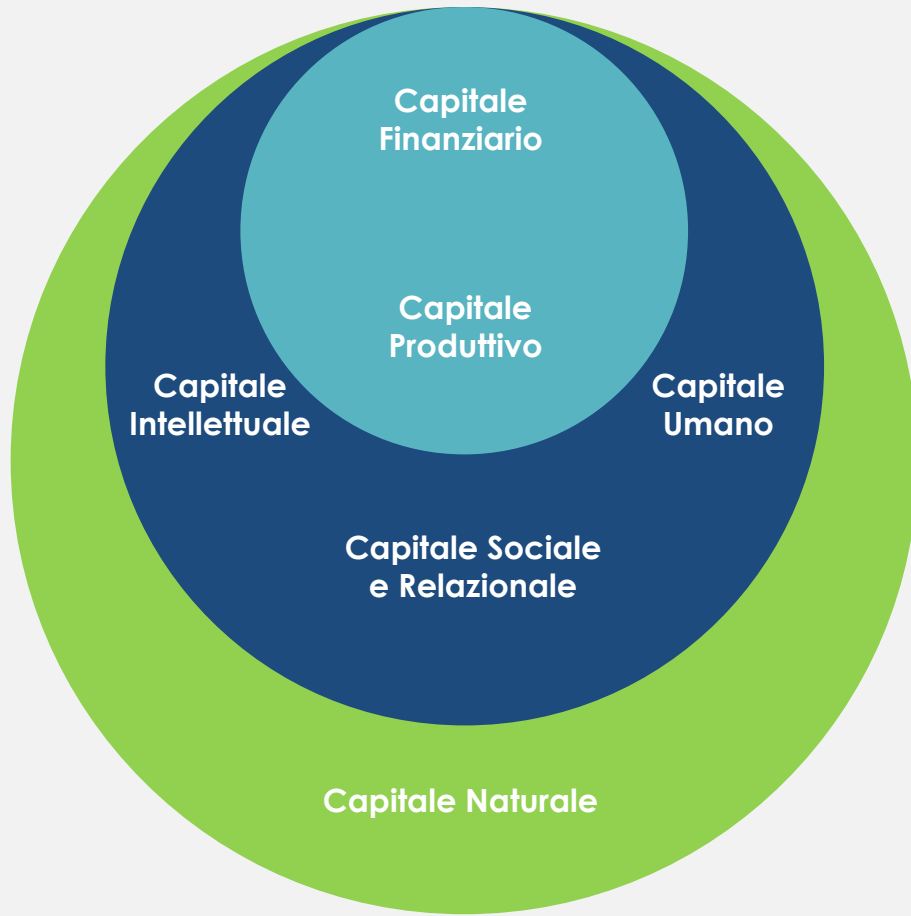 Capitale
Finanziario
Capitale
Produttivo
Capitale
Intellettuale
Capitale
Umano
Capitale Sociale
e Relazionale
Capitale Naturale